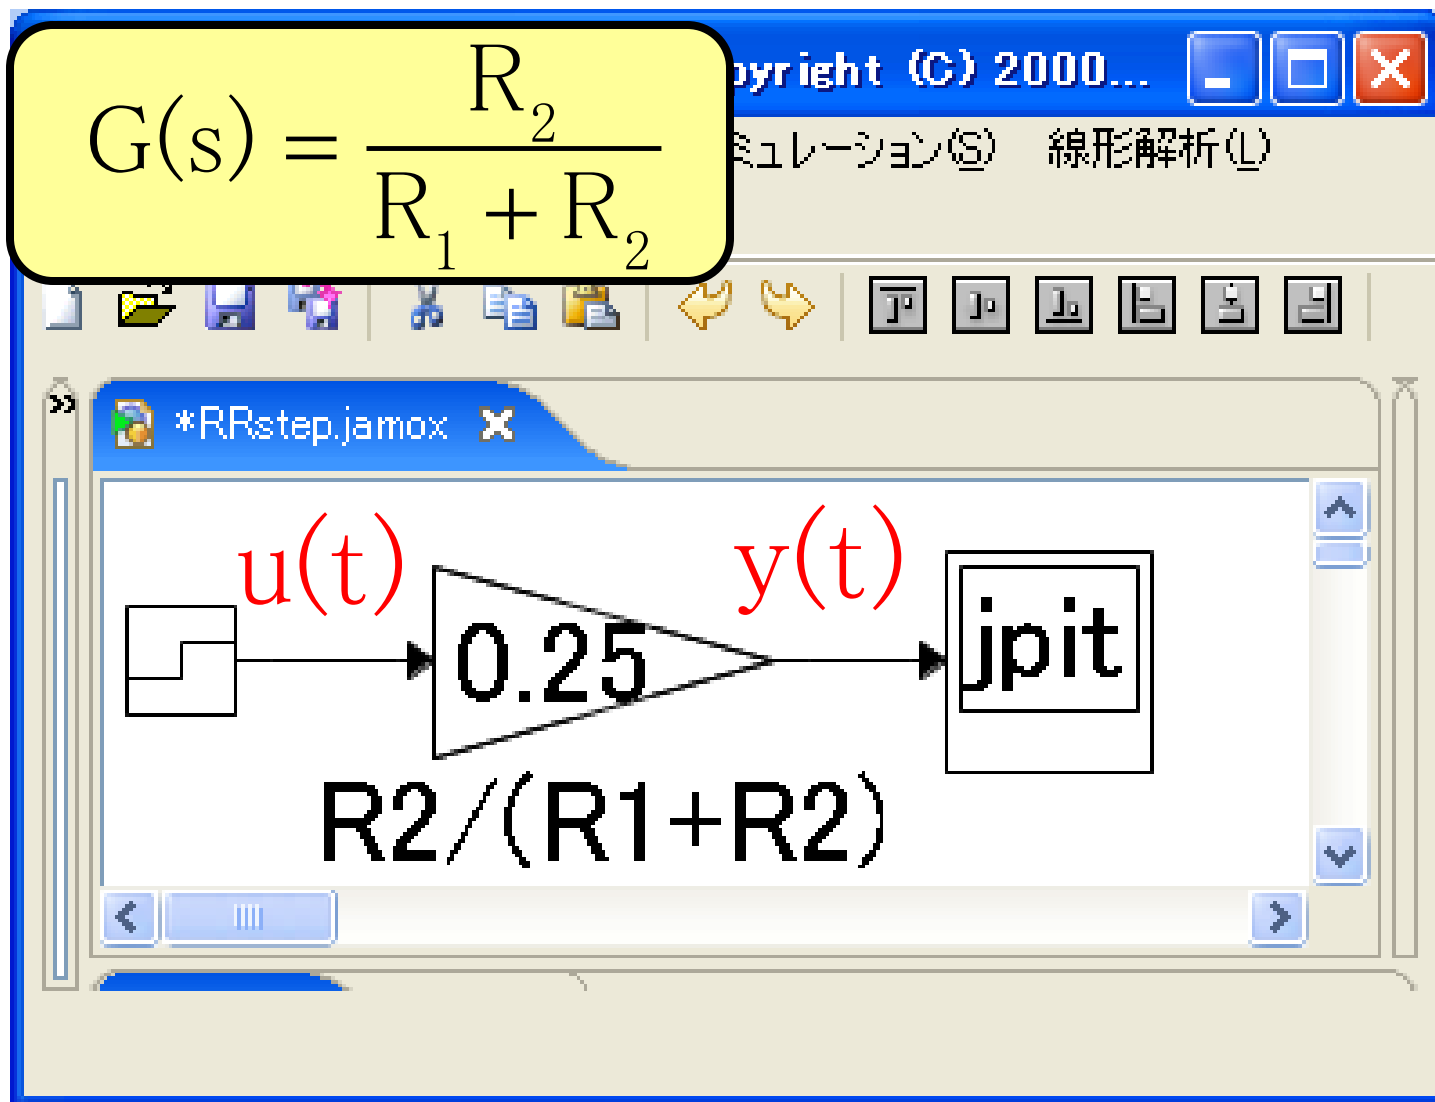 G(s) = R₂ / (R₁ + R₂)
pyright (C) 2000...
ミュレーション(S) 線形解析(L)
»
*RRstep.jamox
u(t)
y(t)
0.25
jpit
R2/(R1+R2)